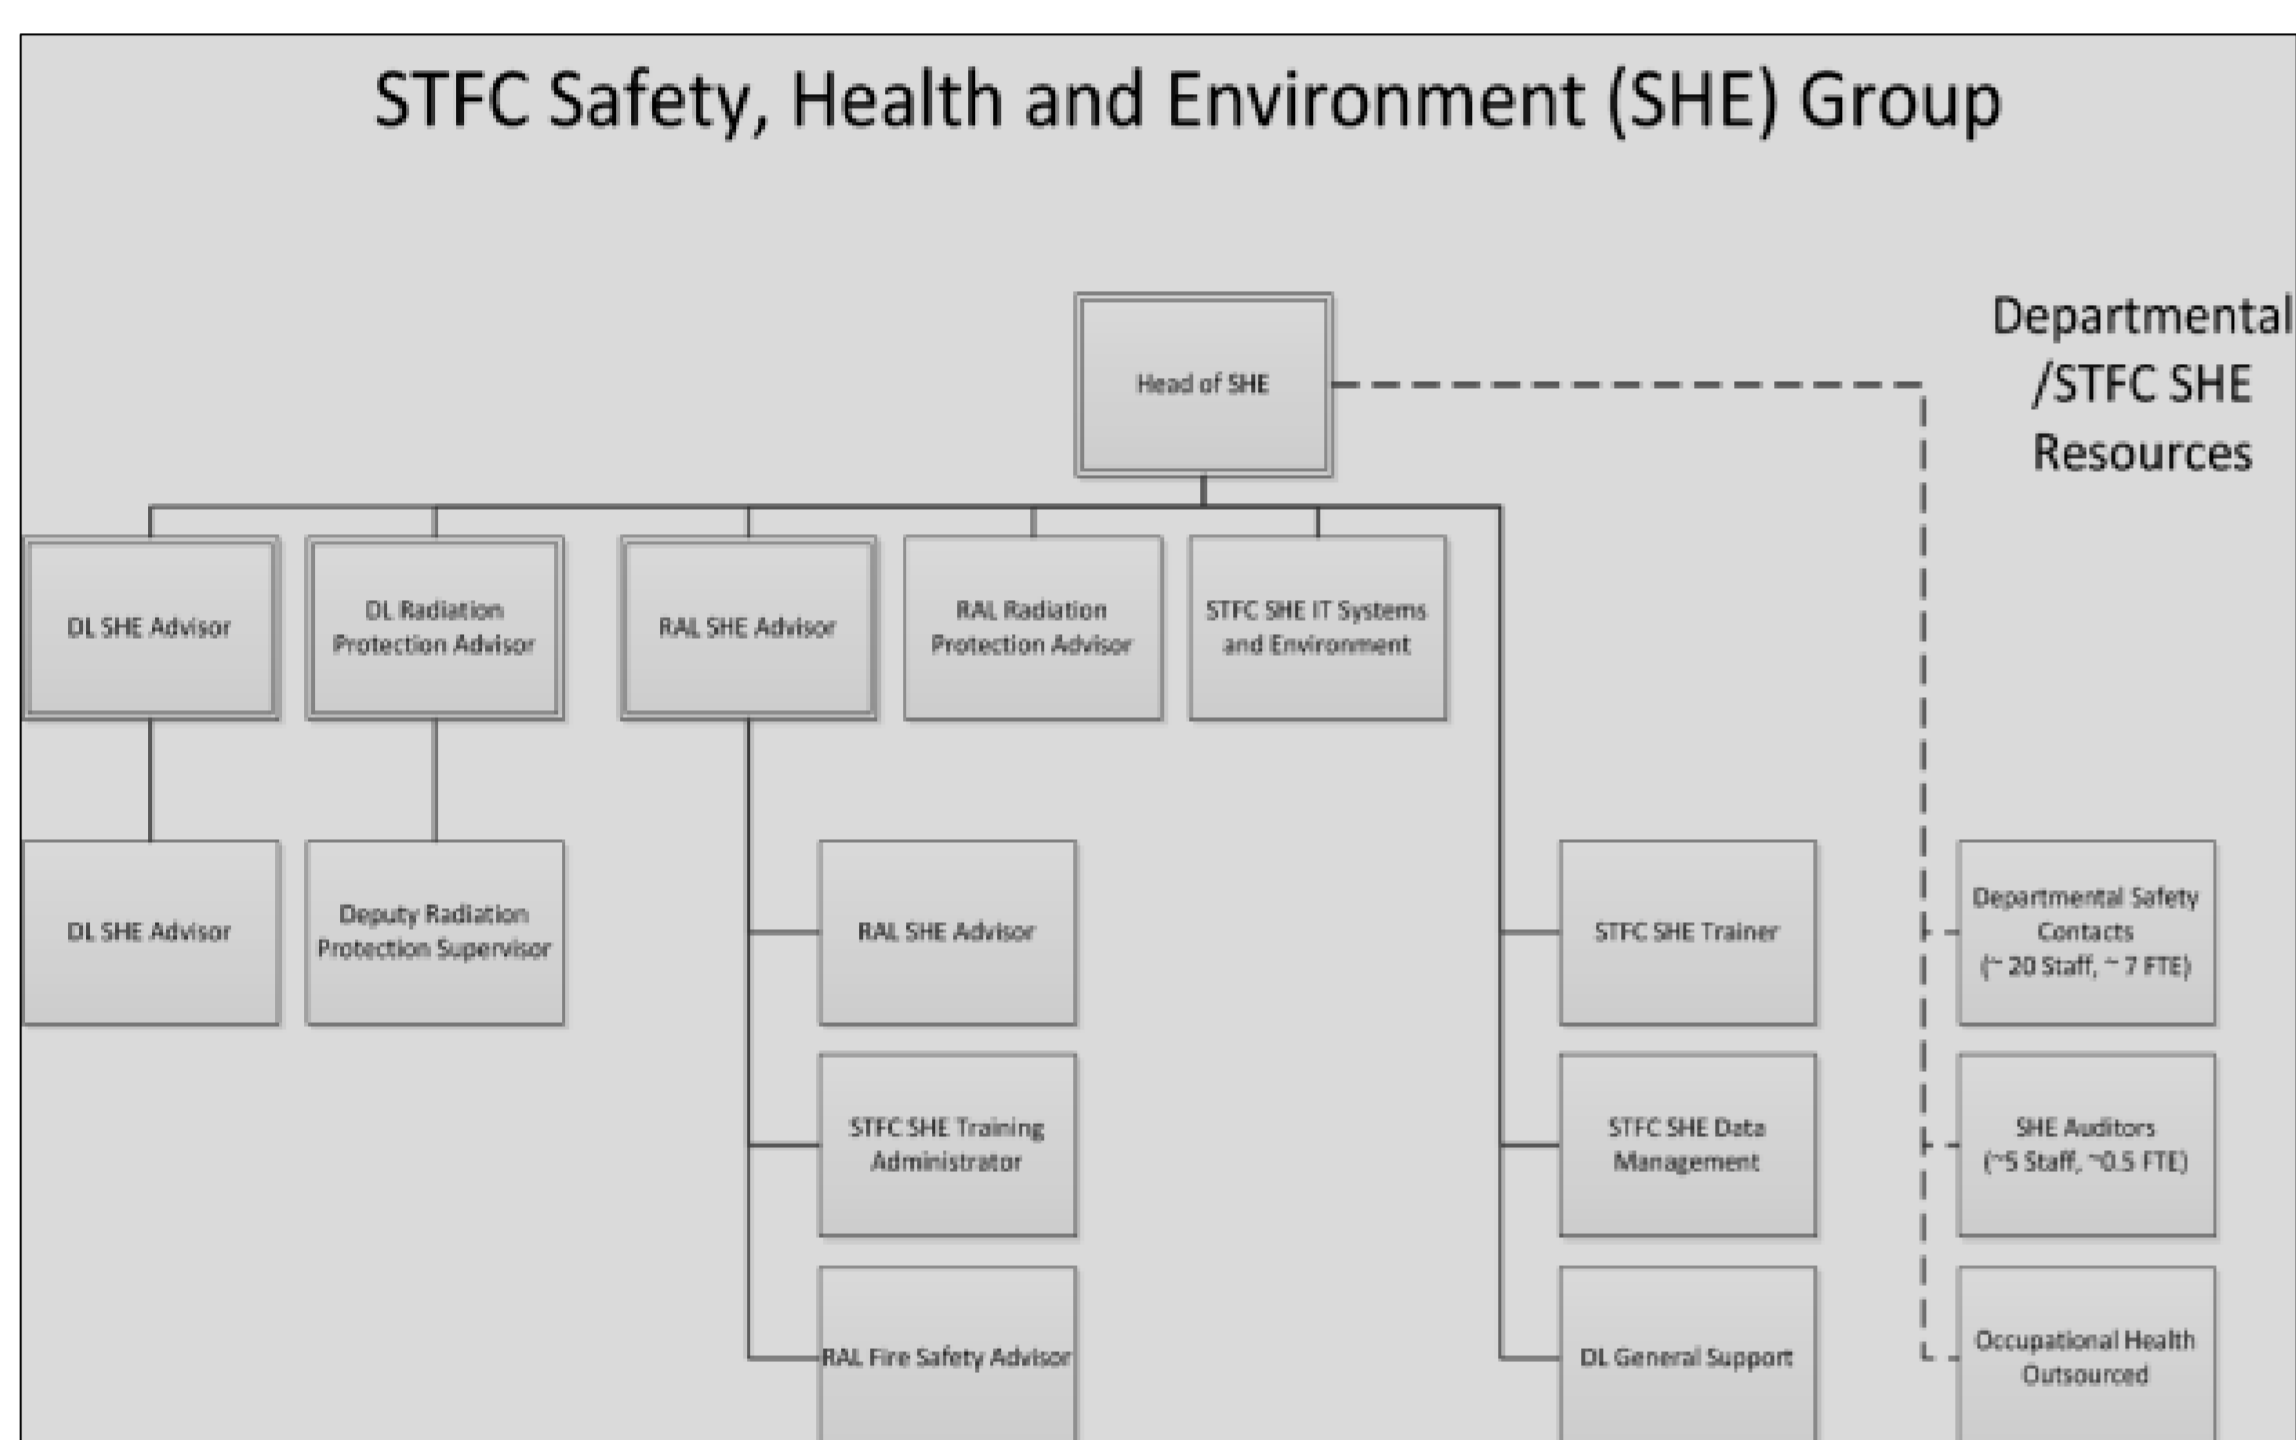 STFC Safety, Health and Environment (SHE) Group
Departmental
/STFC SHE
Resources
Head of SHE
DL SHE Advisor
DL Radiation
Protection Advisor
RAL SHE Advisor
RAL Radiation
Protection Advisor
STFC SHE IT Systems
and Environment
DL SHE Advisor
Deputy Radiation
Protection Supervisor
RAL SHE Advisor
STFC SHE Trainer
Departmental Safety
Contacts
(~ 20 Staff, ~ 7 FTE)
STFC SHE Training
Administrator
STFC SHE Data
Management
SHE Auditors
(~5 Staff, ~0.5 FTE)
RAL Fire Safety Advisor
DL General Support
Occupational Health
Outsourced